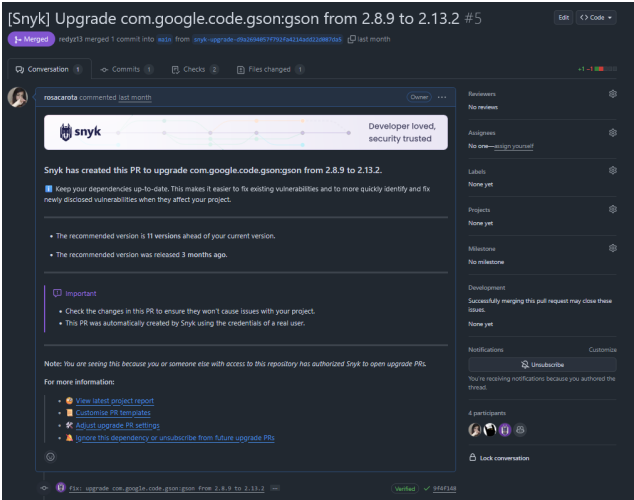 [Snyk] Upgrade com.google.code.gson:gson from 2.8.9 to 2.13.2 #5
Edit
Code
Merged
redyz13 merged 1 commit into main from snyk-upgrade-d9a2694057f792fa4234add22d087da5 last month
Conversation 1
Commits 1
Checks 2
Files changed 1
+1 −1
rosacarota commented last month
Owner
snyk
Developer loved,
security trusted
Snyk has created this PR to upgrade com.google.code.gson:gson from 2.8.9 to 2.13.2.
Keep your dependencies up-to-date. This makes it easier to fix existing vulnerabilities and to more quickly identify and fix
newly disclosed vulnerabilities when they affect your project.
The recommended version is 11 versions ahead of your current version.
The recommended version was released 3 months ago.
Important
Check the changes in this PR to ensure they won't cause issues with your project.
This PR was automatically created by Snyk using the credentials of a real user.
Note: You are seeing this because you or someone else with access to this repository has authorized Snyk to open upgrade PRs.
For more information:
View latest project report
Customise PR templates
Adjust upgrade PR settings
Ignore this dependency or unsubscribe from future upgrade PRs
Fix: upgrade com.google.code.gson:gson from 2.8.9 to 2.13.2
Verified
9f4f148
Reviewers
No reviews
Assignees
No one—assign yourself
Labels
None yet
Projects
None yet
Milestone
No milestone
Development
Successfully merging this pull request may close these
issues.
None yet
Notifications
Customize
Unsubscribe
You're receiving notifications because you authored the
thread.
4 participants
Lock conversation